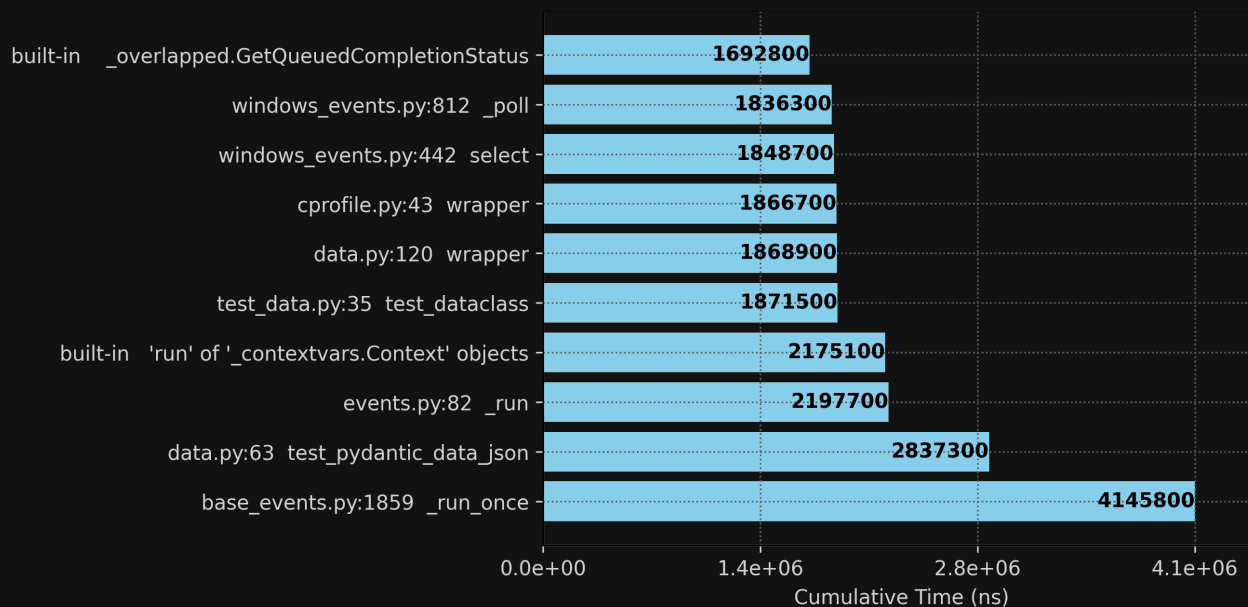 built-in _overlapped.GetQueuedCompletionStatus 1692800
windows_events.py:812 _poll 1836300
windows_events.py:442 select 1848700
cprofile.py:43 wrapper 1866700
data.py:120 wrapper 1868900
test_data.py:35 test_dataclass 1871500
built-in 'run' of '_contextvars.Context' objects 2175100
events.py:82 _run 2197700
data.py:63 test_pydantic_data_json 2837300
base_events.py:1859 _run_once 4145800
0.0e+00 1.4e+06 2.8e+06 4.1e+06
Cumulative Time (ns)